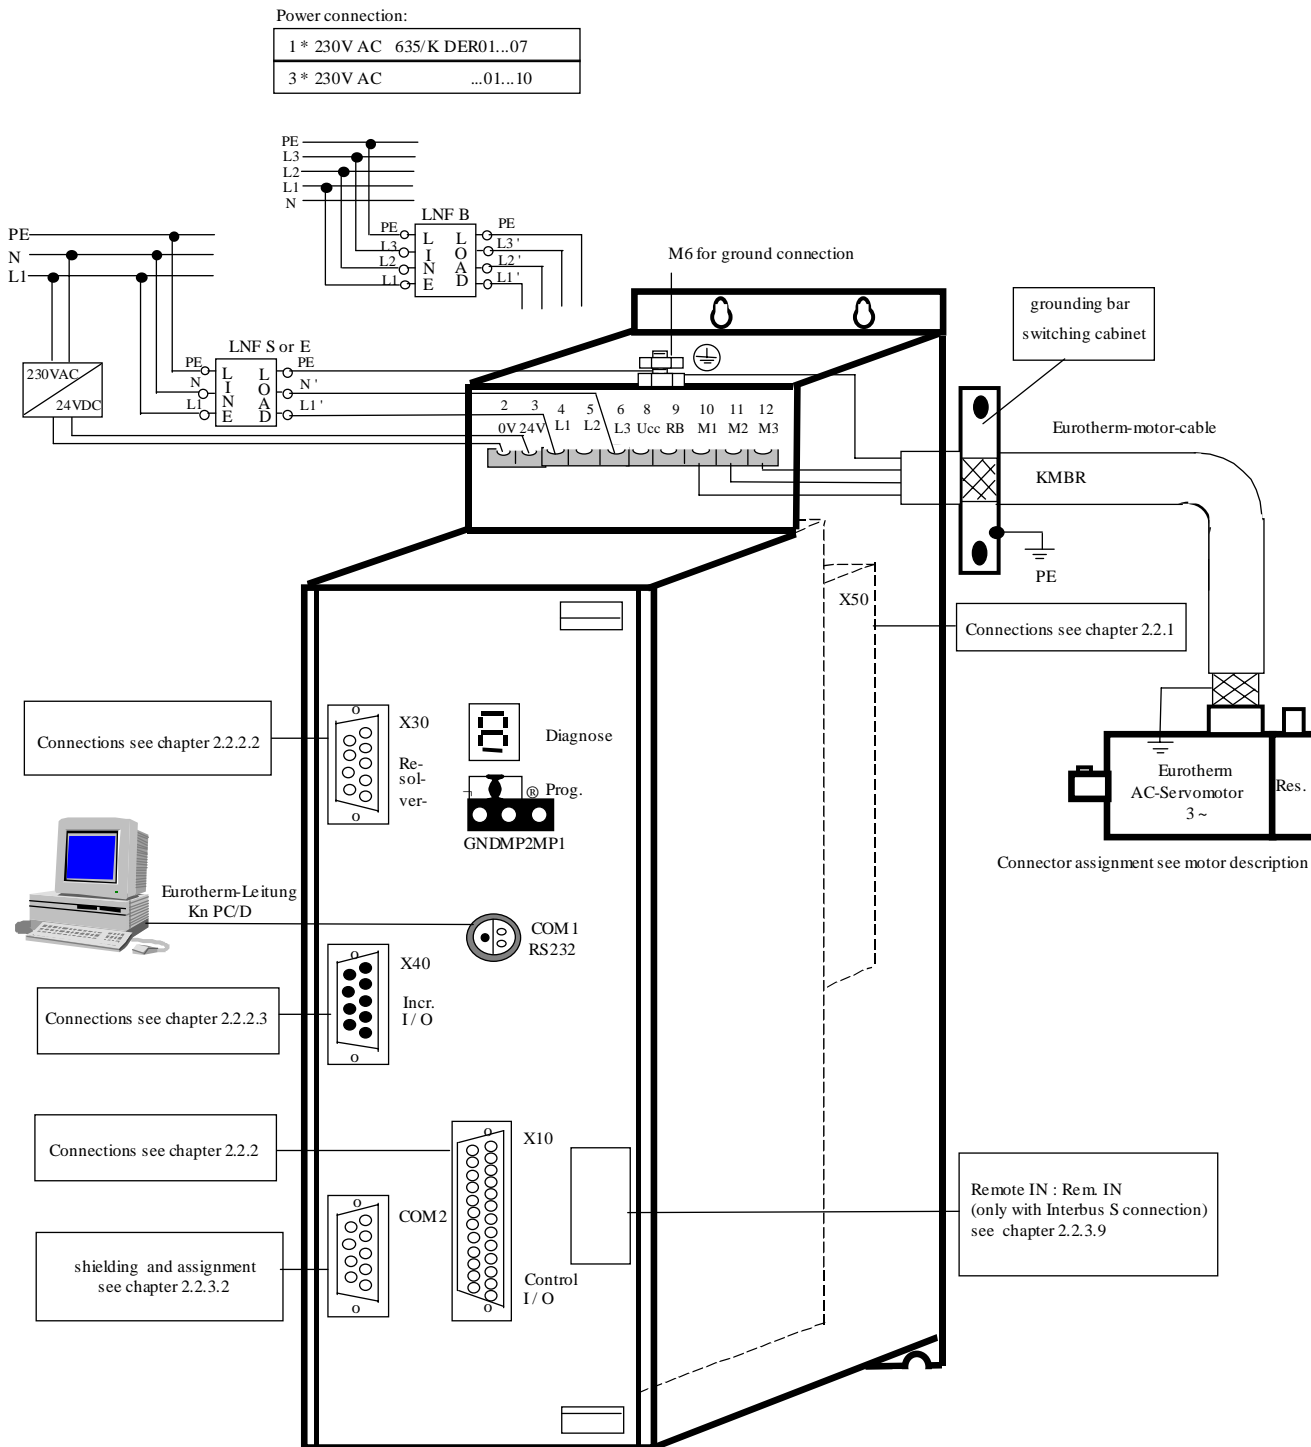 Power connection:
1 * 230V AC 635/K DER01...07
3 * 230V AC ...01...10
PE
L3
L2
L1
N
LNF B
PE
L3
L2
L1
LINE
LOAD
PE
L3'
L2'
L1'
PE
N
L1
230VAC
24VDC
LNF S or E
PE
N
L1
LINE
LOAD
PE
N'
L1'
M6 for ground connection
grounding bar
switching cabinet
2 3 4 5 6 8 9 10 11 12
0V 24V L1 L2 L3 Ucc RB M1 M2 M3
Eurotherm-motor-cable
KMBR
PE
X50
Connections see chapter 2.2.1
Connections see chapter 2.2.2.2
X30
Re-
sol-
ver-
Diagnose
® Prog.
GNDMP2MP1
Eurotherm
AC-Servomotor
3 ~
Res.
Connector assignment see motor description
Eurotherm-Leitung
Kn PC/D
COM1
RS232
X40
Incr.
I / O
Connections see chapter 2.2.2.3
Connections see chapter 2.2.2
X10
COM2
Control
I / O
shielding and assignment
see chapter 2.2.3.2
Remote IN : Rem. IN
(only with Interbus S connection)
see chapter 2.2.3.9